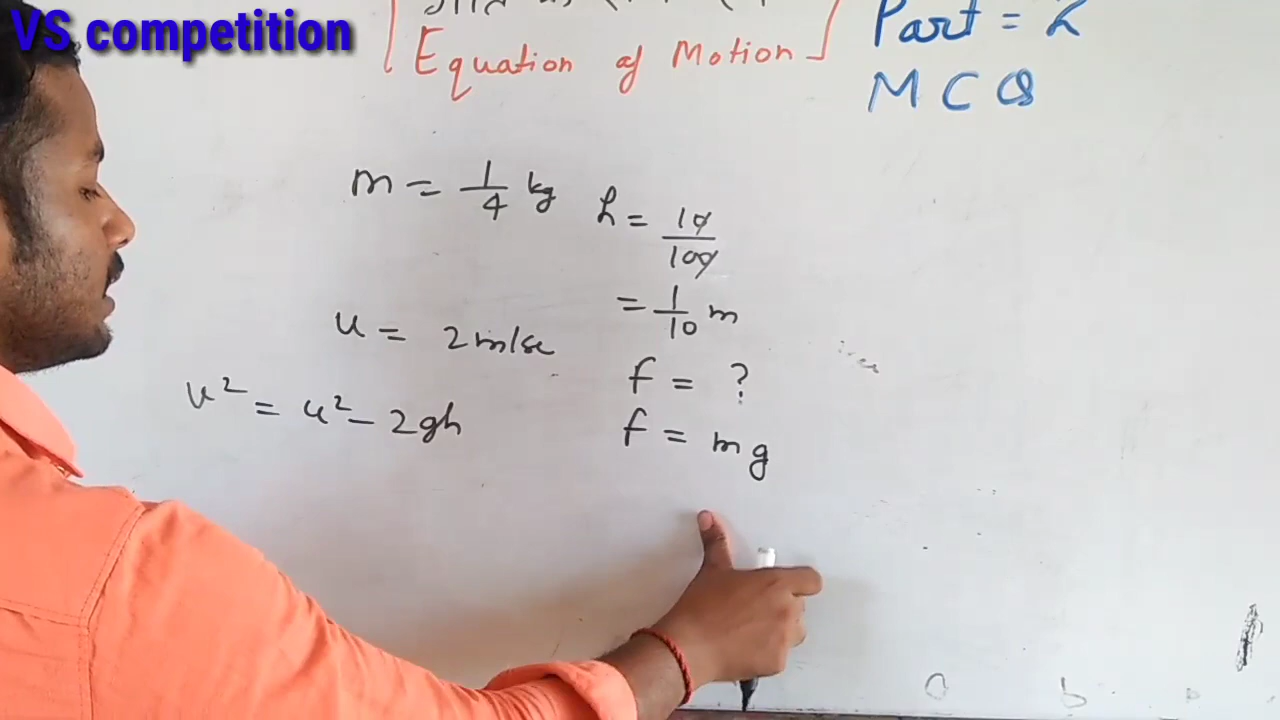 VS competition
Equation of Motion
Part = 2
MCQ
m = 1/4 kg
h = 10/100
= 1/10 m
u = 2m/se
f = ?
v² = u² - 2gh
f = mg
a b